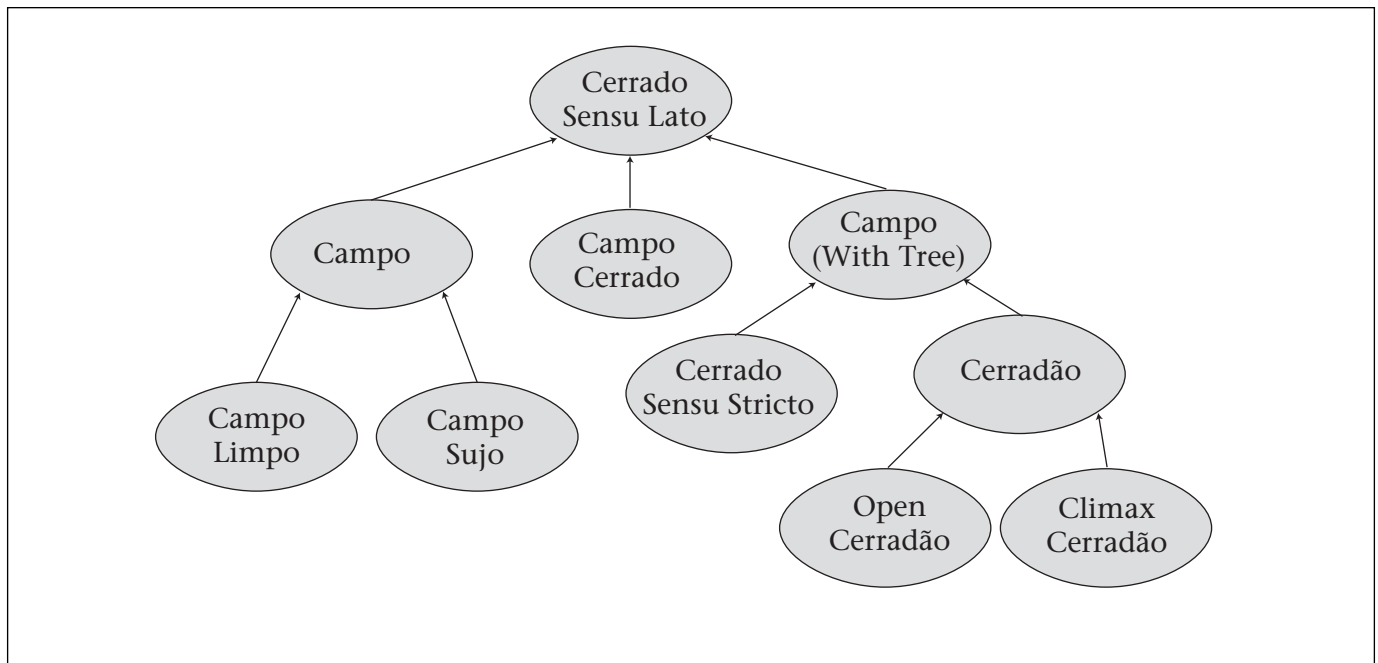 Cerrado
Sensu Lato
Campo
Campo
Cerrado
Campo
(With Tree)
Campo
Limpo
Campo
Sujo
Cerrado
Sensu Stricto
Cerradão
Open
Cerradão
Climax
Cerradão